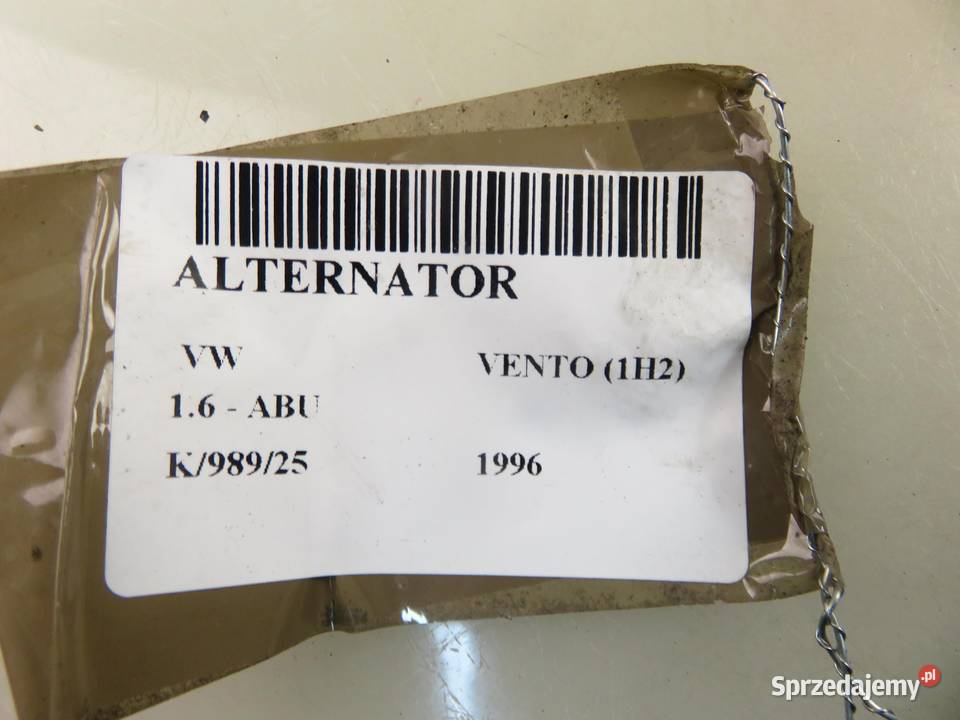 ALTERNATOR
VW VENTO (1H2)
1.6 - ABU
K/989/25 1996
Sprzedajemy.pl